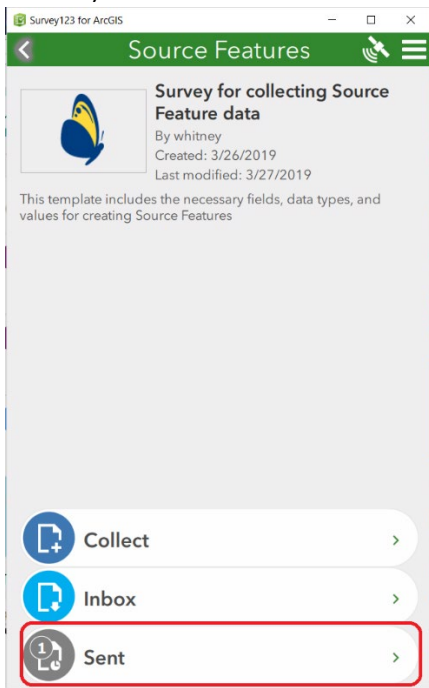 Survey123 for ArcGIS
Source Features
Survey for collecting Source
Feature data
By whitney
Created: 3/26/2019
Last modified: 3/27/2019
This template includes the necessary fields, data types, and
values for creating Source Features
Collect
Inbox
1
Sent